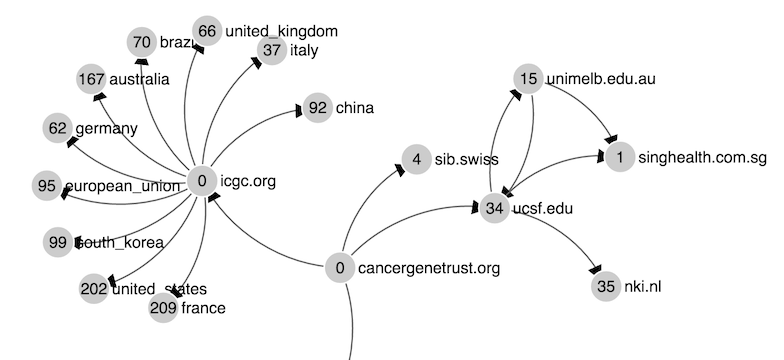 66 united_kingdom
70 brazil
37 italy
167 australia
92 china
62 germany
95 european_union
0 icgc.org
99 south_korea
202 united_states
209 france
15 unimelb.edu.au
4 sib.swiss
1 singhealth.com.sg
34 ucsf.edu
0 cancergenetrust.org
35 nki.nl